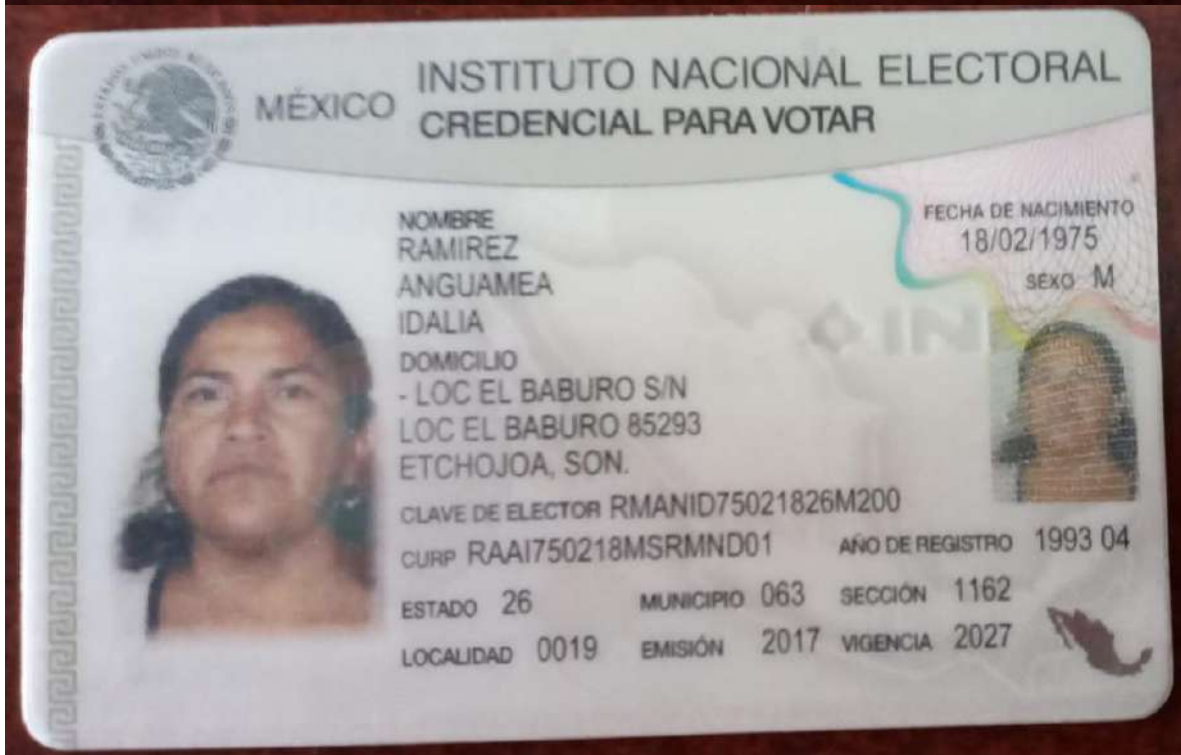 MÉXICO
INSTITUTO NACIONAL ELECTORAL
CREDENCIAL PARA VOTAR
NOMBRE
RAMIREZ
ANGUAMEA
IDALIA
FECHA DE NACIMIENTO
18/02/1975
SEXO M
DOMICILIO
- LOC EL BABURO S/N
LOC EL BABURO 85293
ETCHOJOA, SON.
CLAVE DE ELECTOR RMANID75021826M200
CURP RAAI750218MSRMND01 AÑO DE REGISTRO 1993 04
ESTADO 26 MUNICIPIO 063 SECCIÓN 1162
LOCALIDAD 0019 EMISIÓN 2017 VIGENCIA 2027